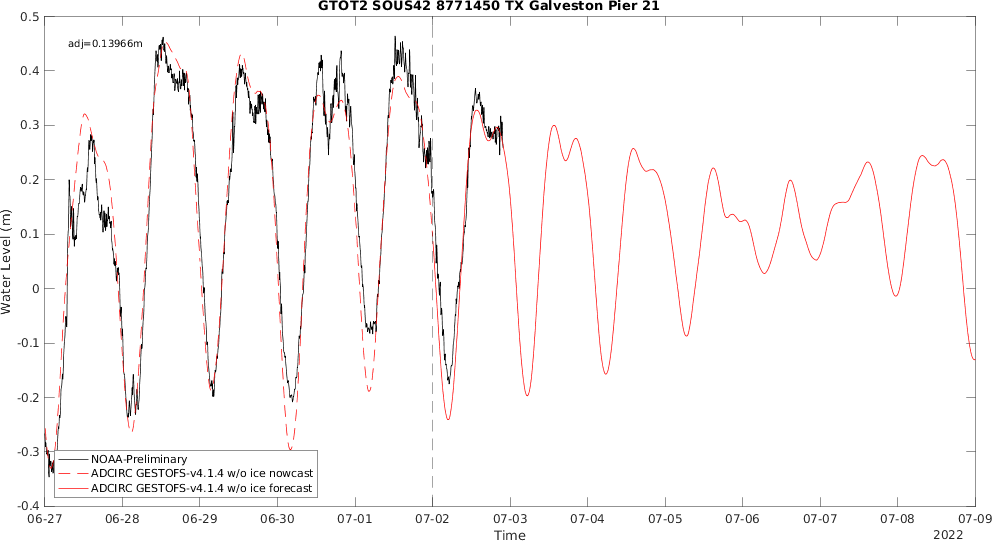 GTOT2 SOUS42 8771450 TX Galveston Pier 21
adj=0.13966m
0.5
0.4
0.3
0.2
0.1
0
-0.1
-0.2
-0.3
-0.4
Water Level (m)
NOAA-Preliminary
ADCIRC GESTOFS-v4.1.4 w/o ice nowcast
ADCIRC GESTOFS-v4.1.4 w/o ice forecast
06-27 06-28 06-29 06-30 07-01 07-02 07-03 07-04 07-05 07-06 07-07 07-08 07-09
Time
2022